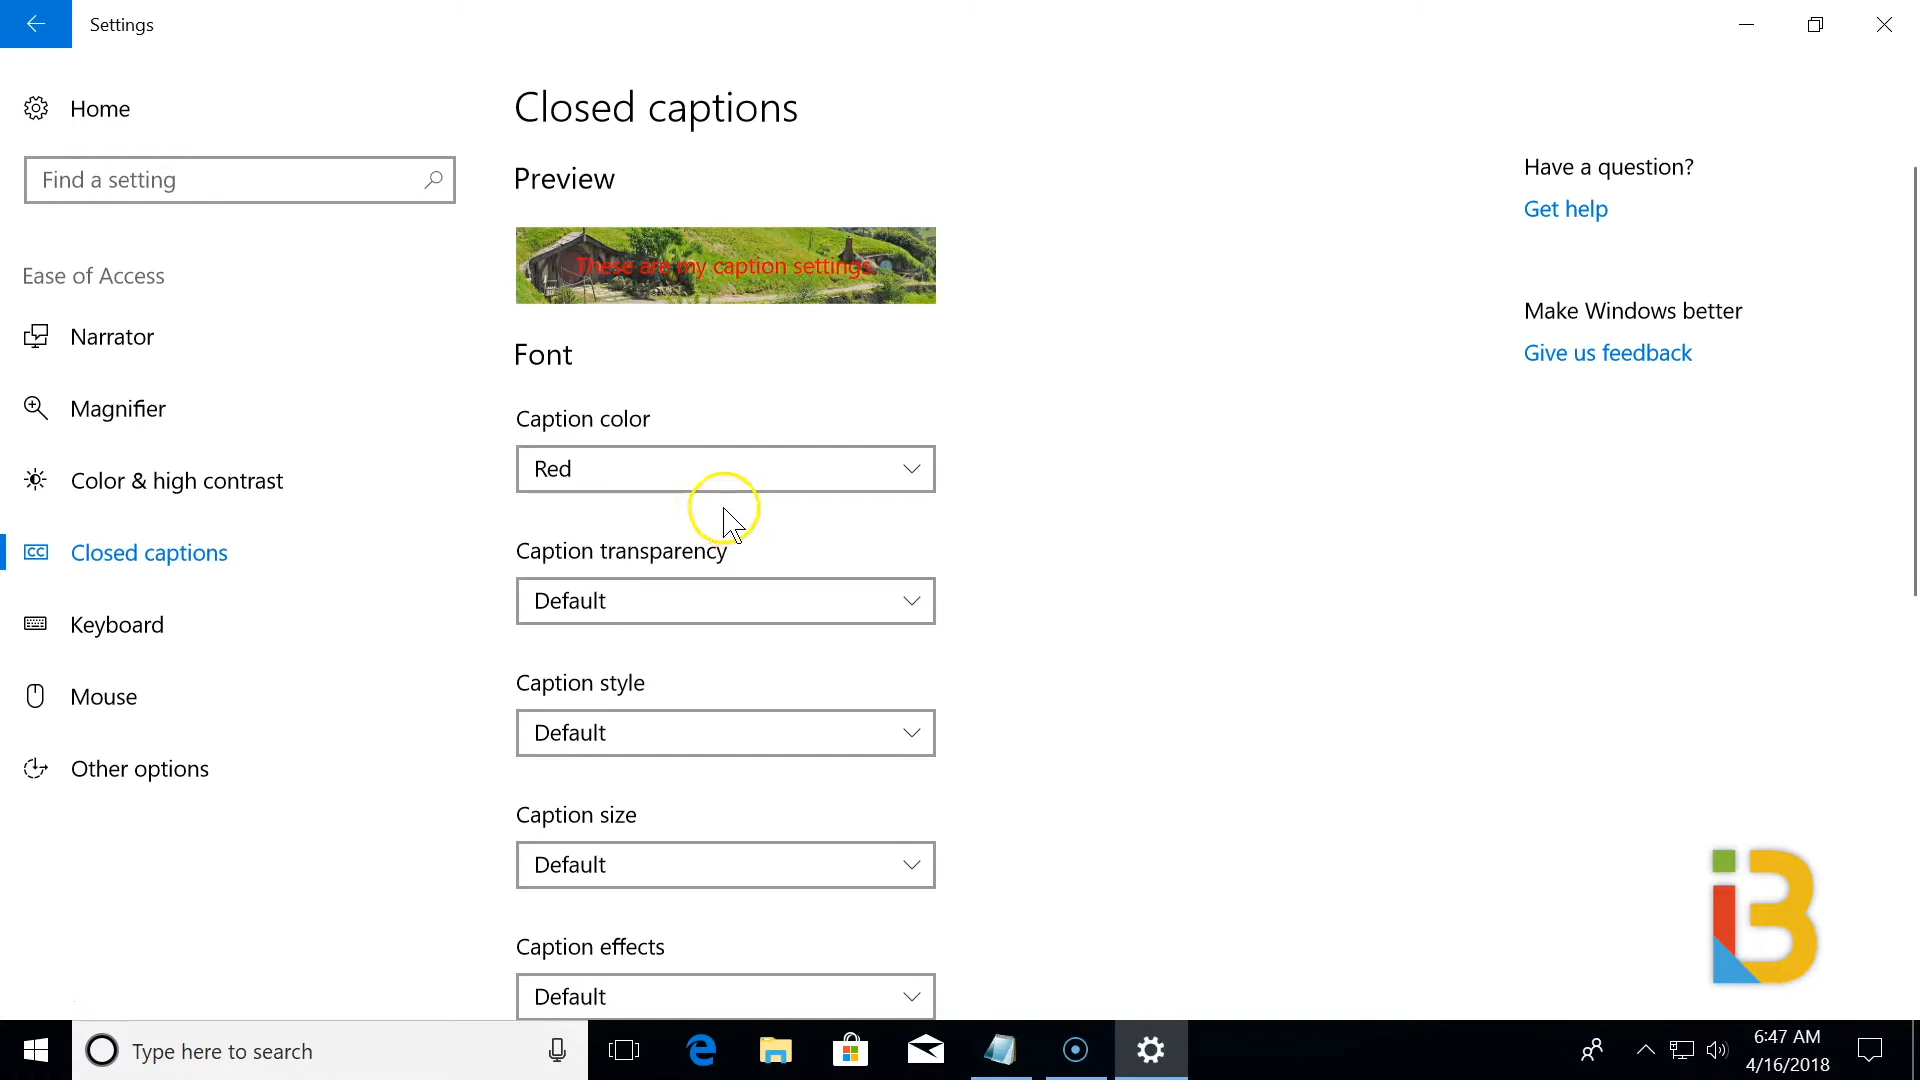 Settings
Home
Find a setting
Ease of Access
Narrator
Magnifier
Color & high contrast
Closed captions
Keyboard
Mouse
Other options
Closed captions
Preview
These are my caption settings.
Font
Caption color
Red
Caption transparency
Default
Caption style
Default
Caption size
Default
Caption effects
Default
Have a question?
Get help
Make Windows better
Give us feedback
i3
Type here to search
6:47 AM
4/16/2018